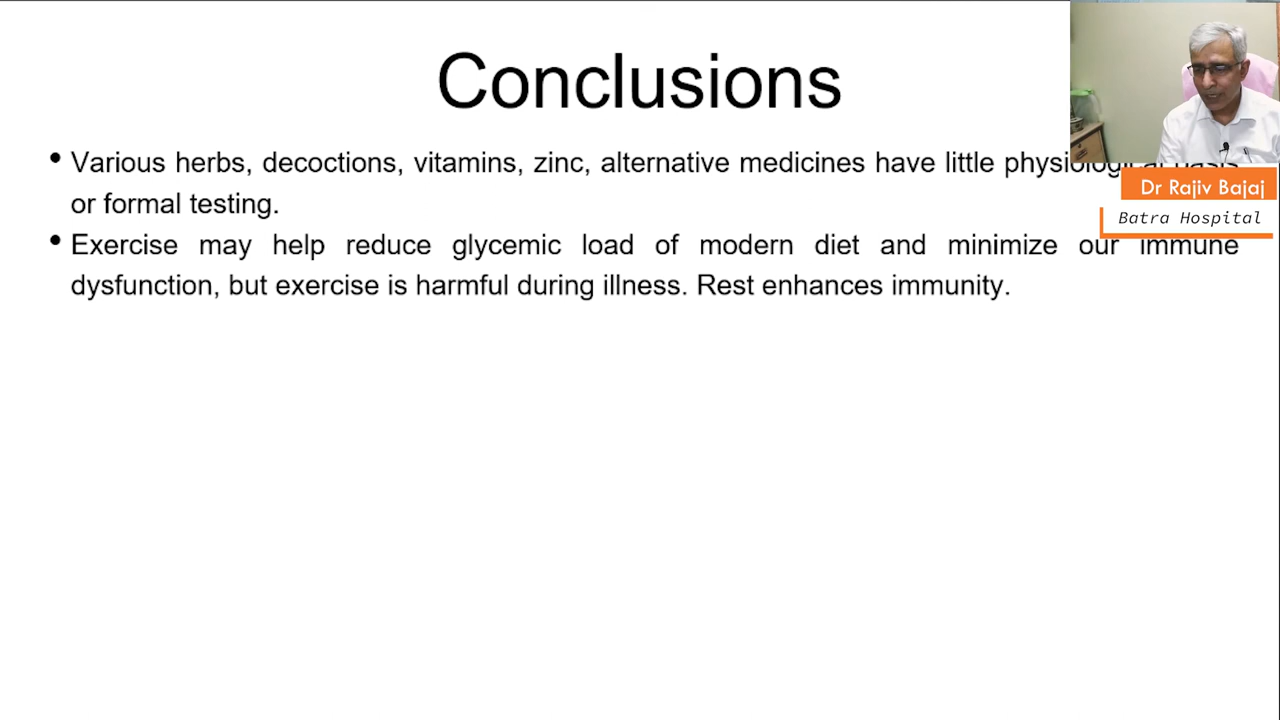 Conclusions
• Various herbs, decoctions, vitamins, zinc, alternative medicines have little physiological basis
or formal testing.
• Exercise may help reduce glycemic load of modern diet and minimize our immune
dysfunction, but exercise is harmful during illness. Rest enhances immunity.
Dr Rajiv Bajaj
Batra Hospital